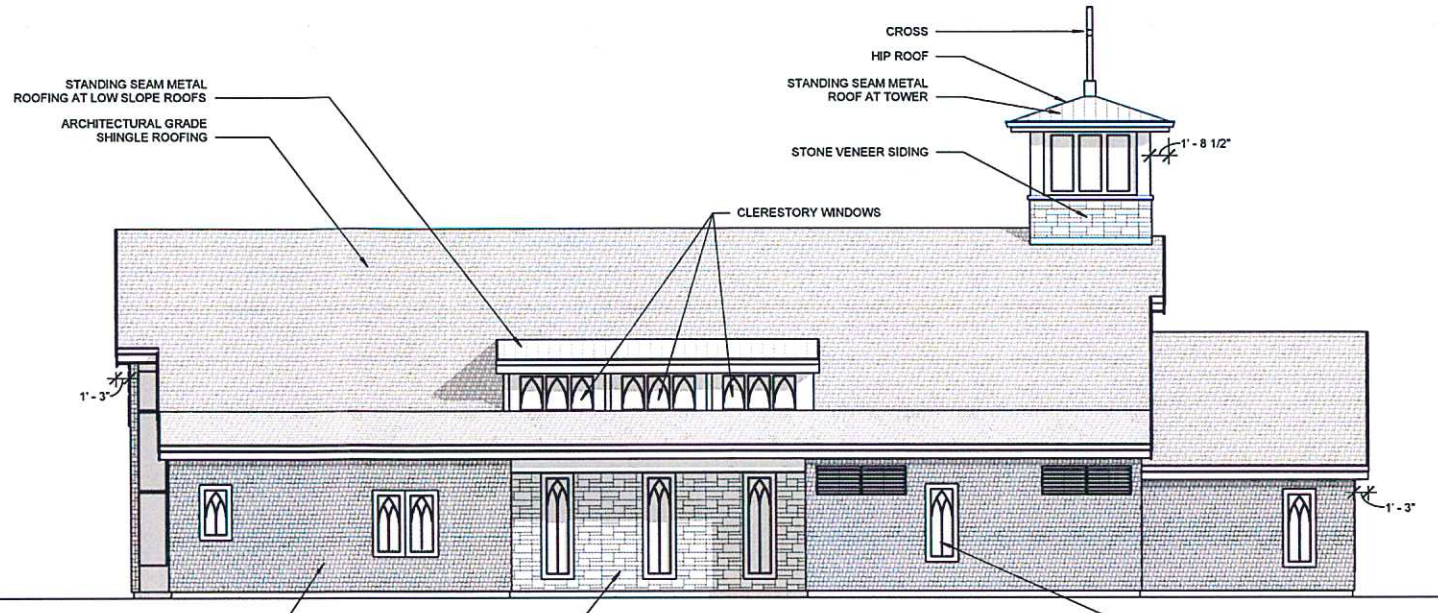 CROSS
HIP ROOF
STANDING SEAM METAL
ROOF AT TOWER
STANDING SEAM METAL
ROOFING AT LOW SLOPE ROOFS
ARCHITECTURAL GRADE
SHINGLE ROOFING
STONE VENEER SIDING
1' - 8 1/2"
CLERESTORY WINDOWS
1' - 3"
1' - 3"